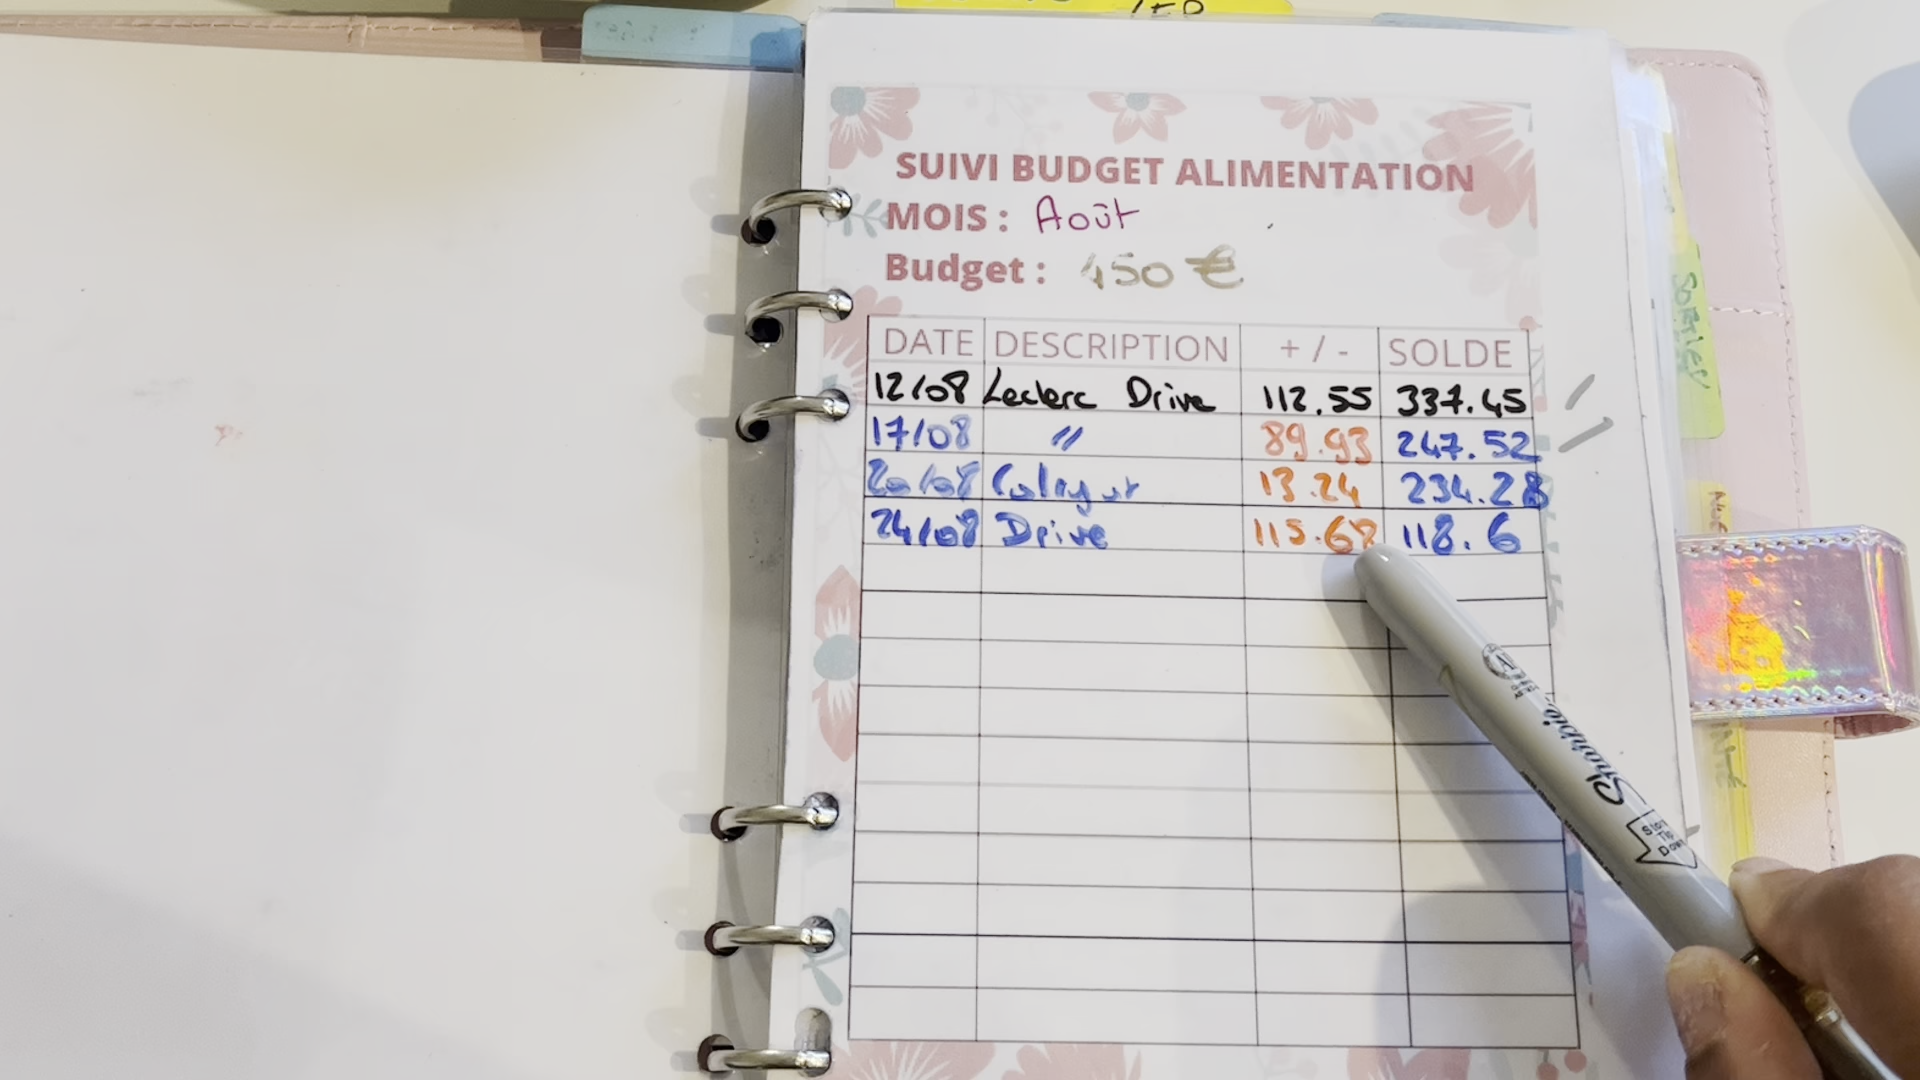 SUIVI BUDGET ALIMENTATION
MOIS : Août
Budget : 450 €
DATE DESCRIPTION + / - SOLDE
12/08 Leclerc Drive 112.55 337.45
17/08 " 89.93 247.52
20/08 13.24 234.28
24/08 Drive 115.68 118.6
Sharpie